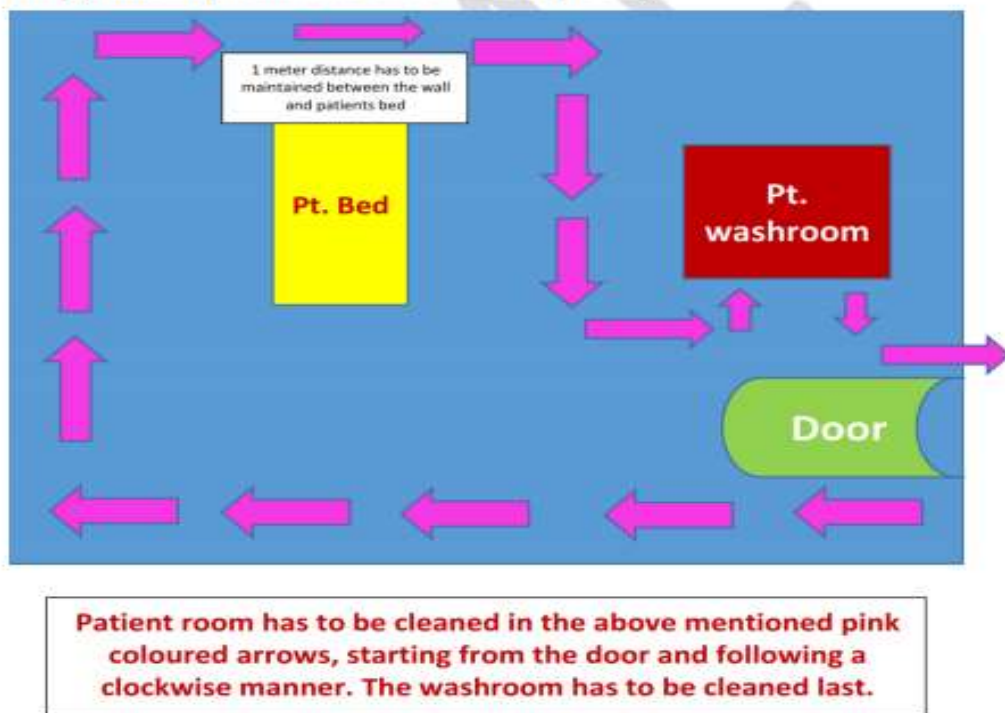 1 meter distance has to be
maintained between the wall
and patients bed
Pt. Bed
Pt.
washroom
Door
Patient room has to be cleaned in the above mentioned pink
coloured arrows, starting from the door and following a
clockwise manner. The washroom has to be cleaned last.